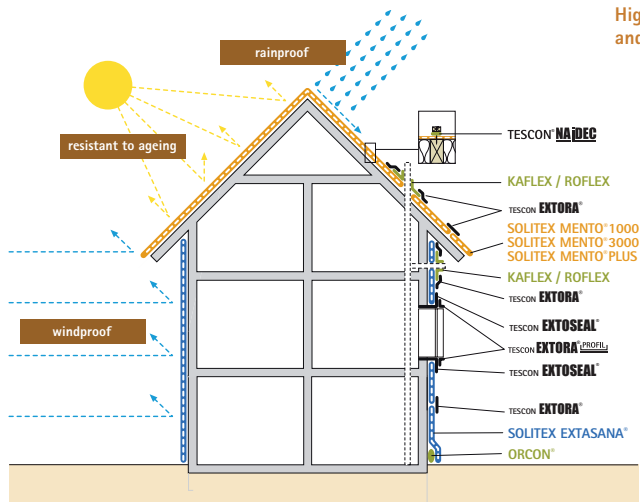 Hig
and
rainproof
resistant to ageing
TESCON® NAIDEC
KAFLEX / ROFLEX
TESCON EXTORA®
SOLITEX MENTO® 1000
SOLITEX MENTO® 3000
SOLITEX MENTO® PLUS
KAFLEX / ROFLEX
TESCON EXTORA®
windproof
TESCON EXTOSEAL®
TESCON EXTORA® PROFIL
TESCON EXTOSEAL®
TESCON EXTORA®
SOLITEX EXTASANA®
ORCON®